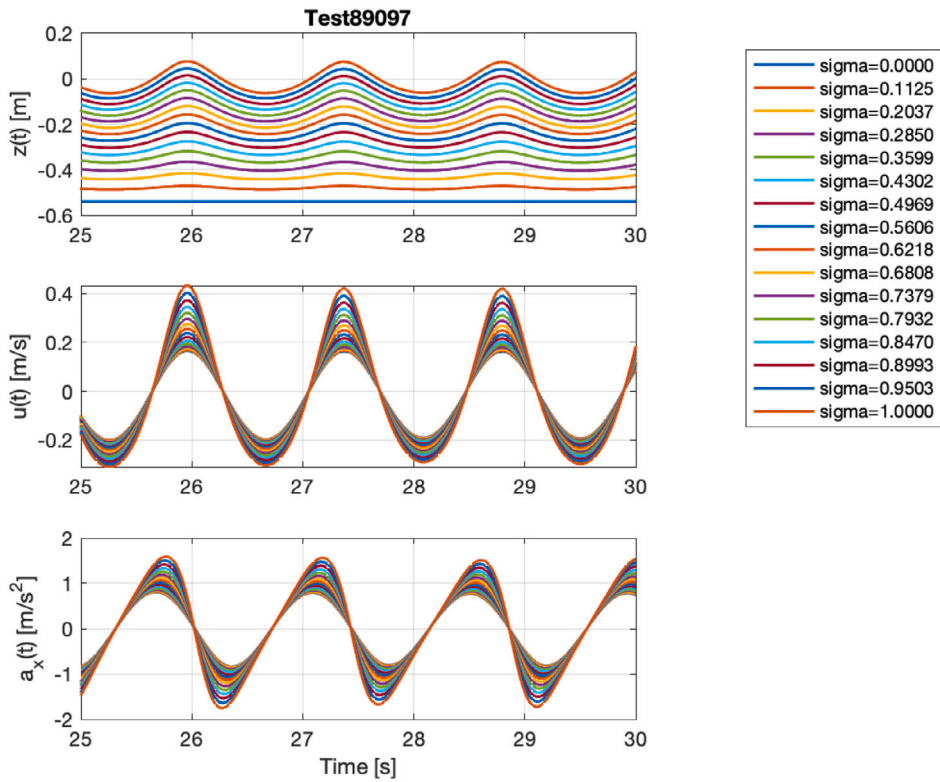 Test89097
0.2
0
-0.2
-0.4
-0.6
z(t) [m]
25 26 27 28 29 30
0.4
0.2
0
-0.2
u(t) [m/s]
25 26 27 28 29 30
2
1
0
-1
-2
a_x(t) [m/s^2]
25 26 27 28 29 30
Time [s]
sigma=0.0000
sigma=0.1125
sigma=0.2037
sigma=0.2850
sigma=0.3599
sigma=0.4302
sigma=0.4969
sigma=0.5606
sigma=0.6218
sigma=0.6808
sigma=0.7379
sigma=0.7932
sigma=0.8470
sigma=0.8993
sigma=0.9503
sigma=1.0000